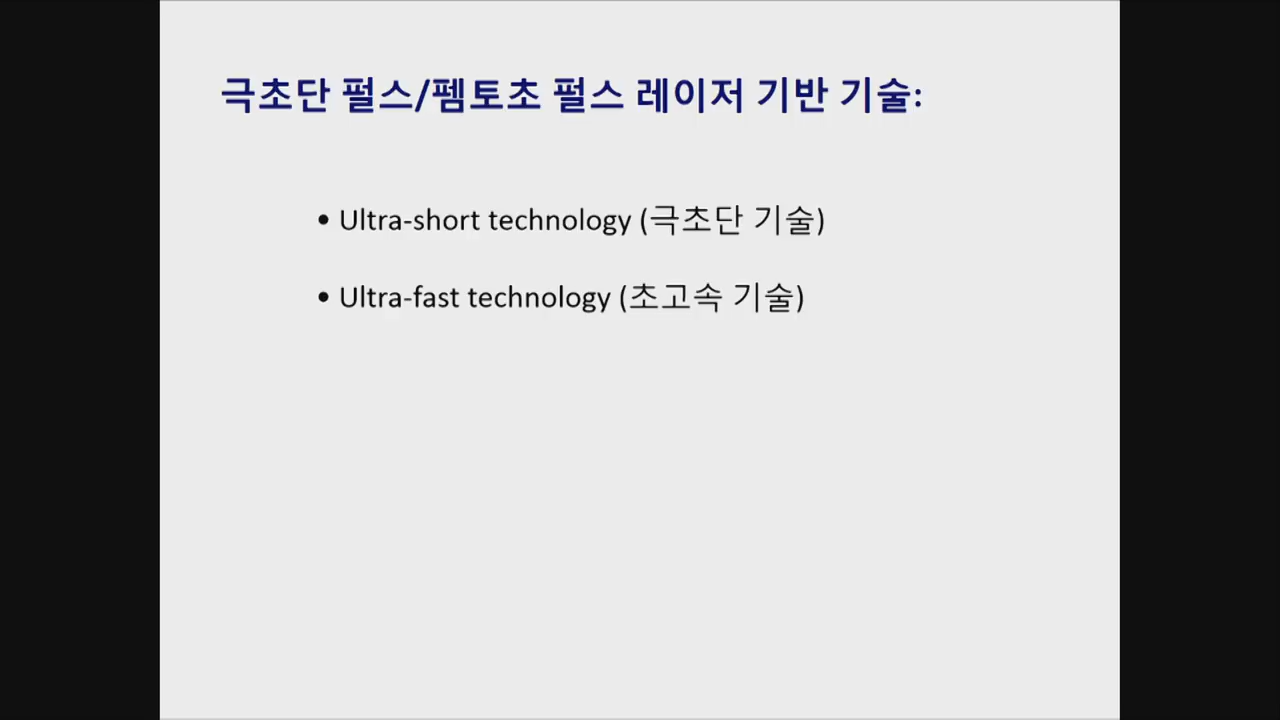 극초단 펄스/펨토초 펄스 레이저 기반 기술:
• Ultra-short technology (극초단 기술)
• Ultra-fast technology (초고속 기술)